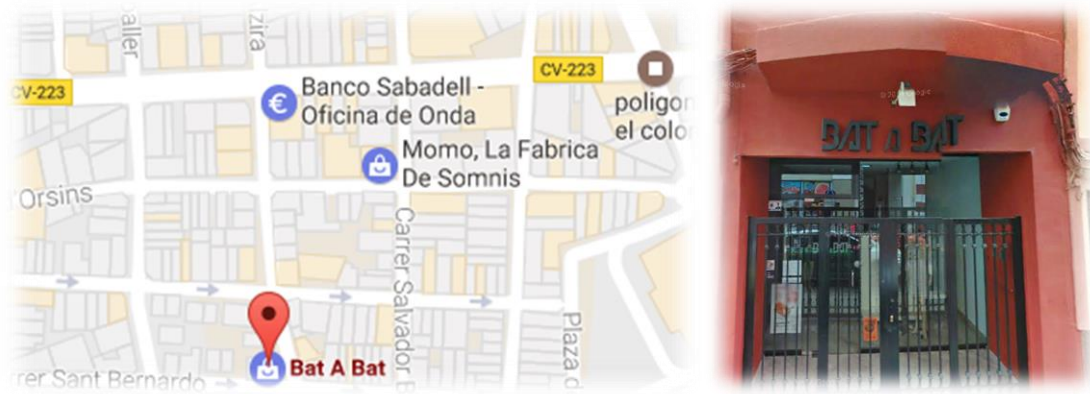 aller
zira
CV-223
CV-223
Banco Sabadell -
Oficina de Onda
poligon
el color
Momo, La Fabrica
De Somnis
Orsins
Carrer Salvador B
Plaza d
Bat A Bat
rrer Sant Bernardo
BAT A BAT